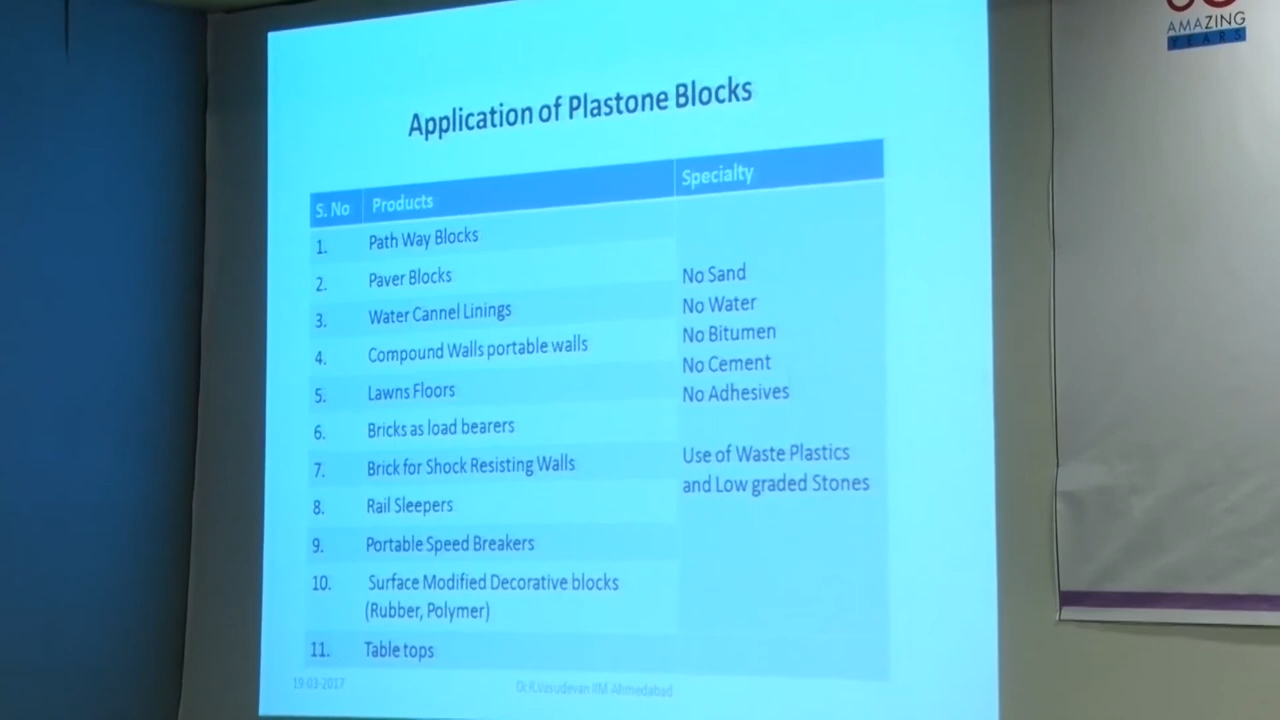 AMAZING
YEARS
Application of Plastone Blocks
S. No Products Specialty
1. Path Way Blocks
2. Paver Blocks
3. Water Cannel Linings
4. Compound Walls portable walls
5. Lawns Floors
6. Bricks as load bearers
7. Brick for Shock Resisting Walls
8. Rail Sleepers
9. Portable Speed Breakers
10. Surface Modified Decorative blocks
(Rubber, Polymer)
11. Table tops
No Sand
No Water
No Bitumen
No Cement
No Adhesives
Use of Waste Plastics
and Low graded Stones
19-03-2017 Dr.R.Vasudevan IIM-Ahmedabad